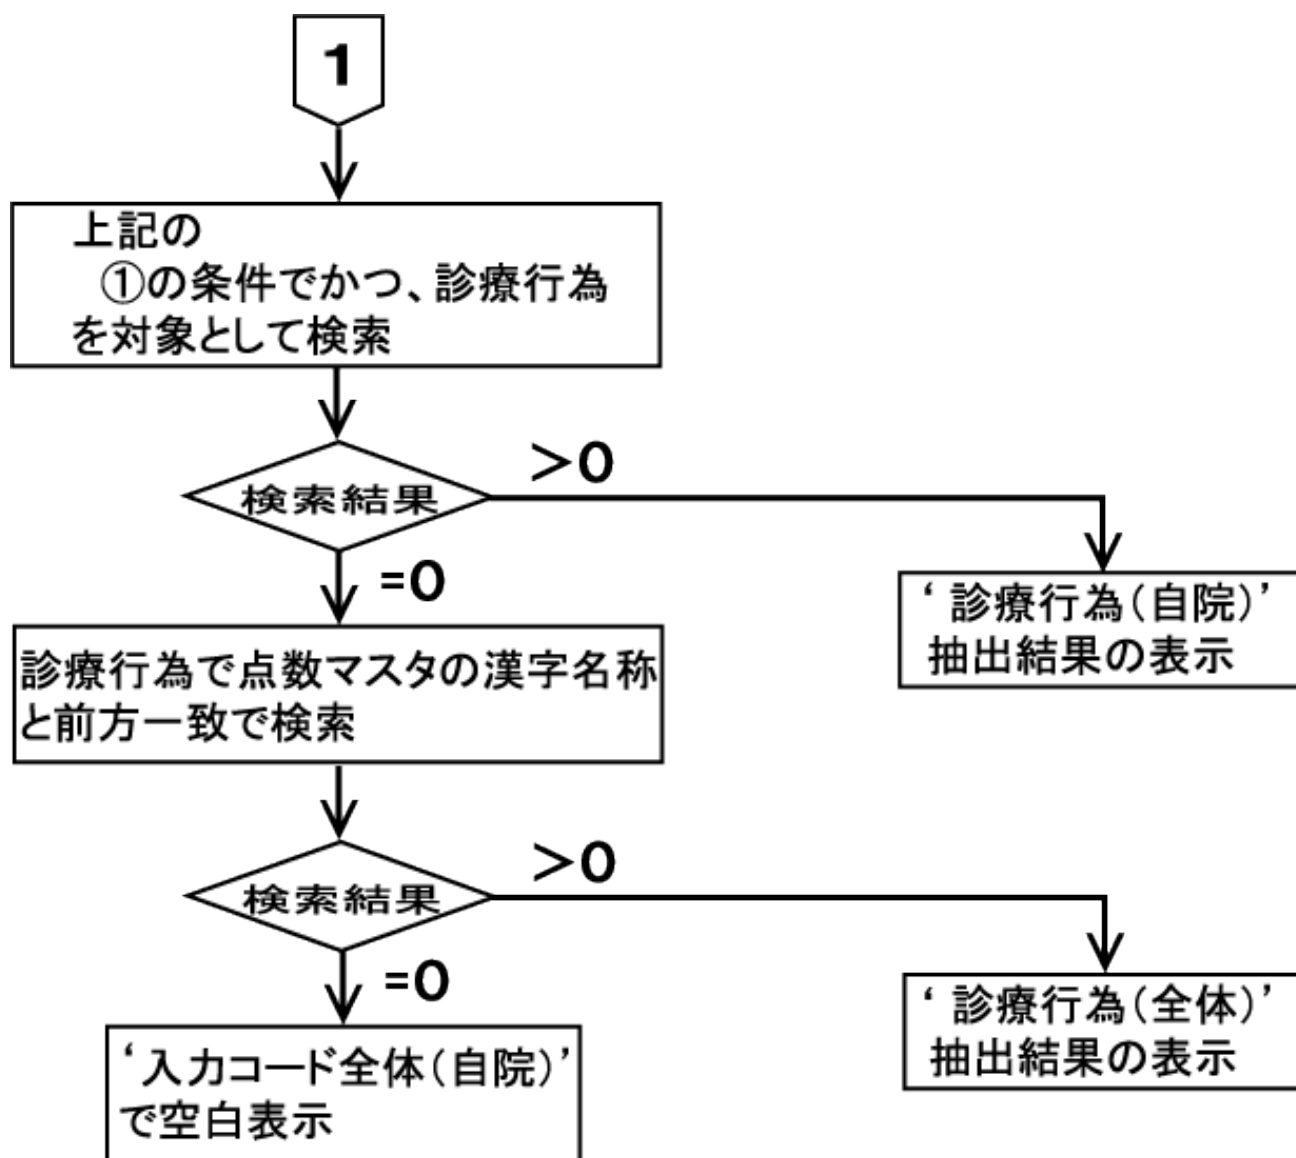 1
上記の
①の条件でかつ、診療行為
を対象として検索
検索結果
>0
=0
‘診療行為(自院)’
抽出結果の表示
診療行為で点数マスタの漢字名称
と前方一致で検索
検索結果
>0
=0
‘診療行為(全体)’
抽出結果の表示
‘入力コード全体(自院)’
で空白表示